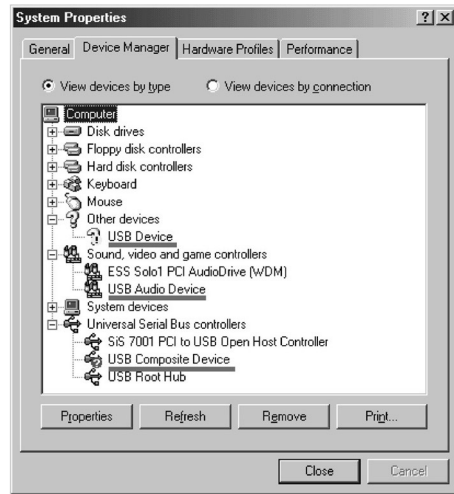 System Properties
General Device Manager Hardware Profiles Performance
View devices by type View devices by connection
Computer
Disk drives
Floppy disk controllers
Hard disk controllers
Keyboard
Mouse
Other devices
USB Device
Sound, video and game controllers
ESS Solo1 PCI AudioDrive (WDM)
USB Audio Device
System devices
Universal Serial Bus controllers
SiS 7001 PCI to USB Open Host Controller
USB Composite Device
USB Root Hub
Properties Refresh Remove Print...
Close Cancel